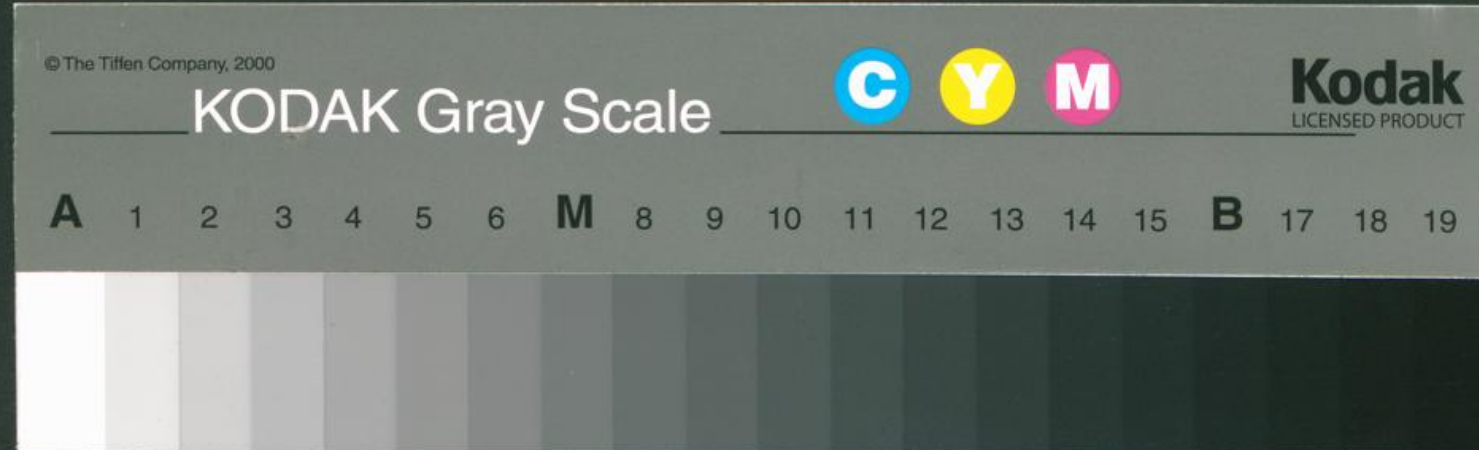 © The Tiffen Company, 2000
KODAK Gray Scale
C Y M
Kodak
LICENSED PRODUCT
A 1 2 3 4 5 6 M 8 9 10 11 12 13 14 15 B 17 18 19